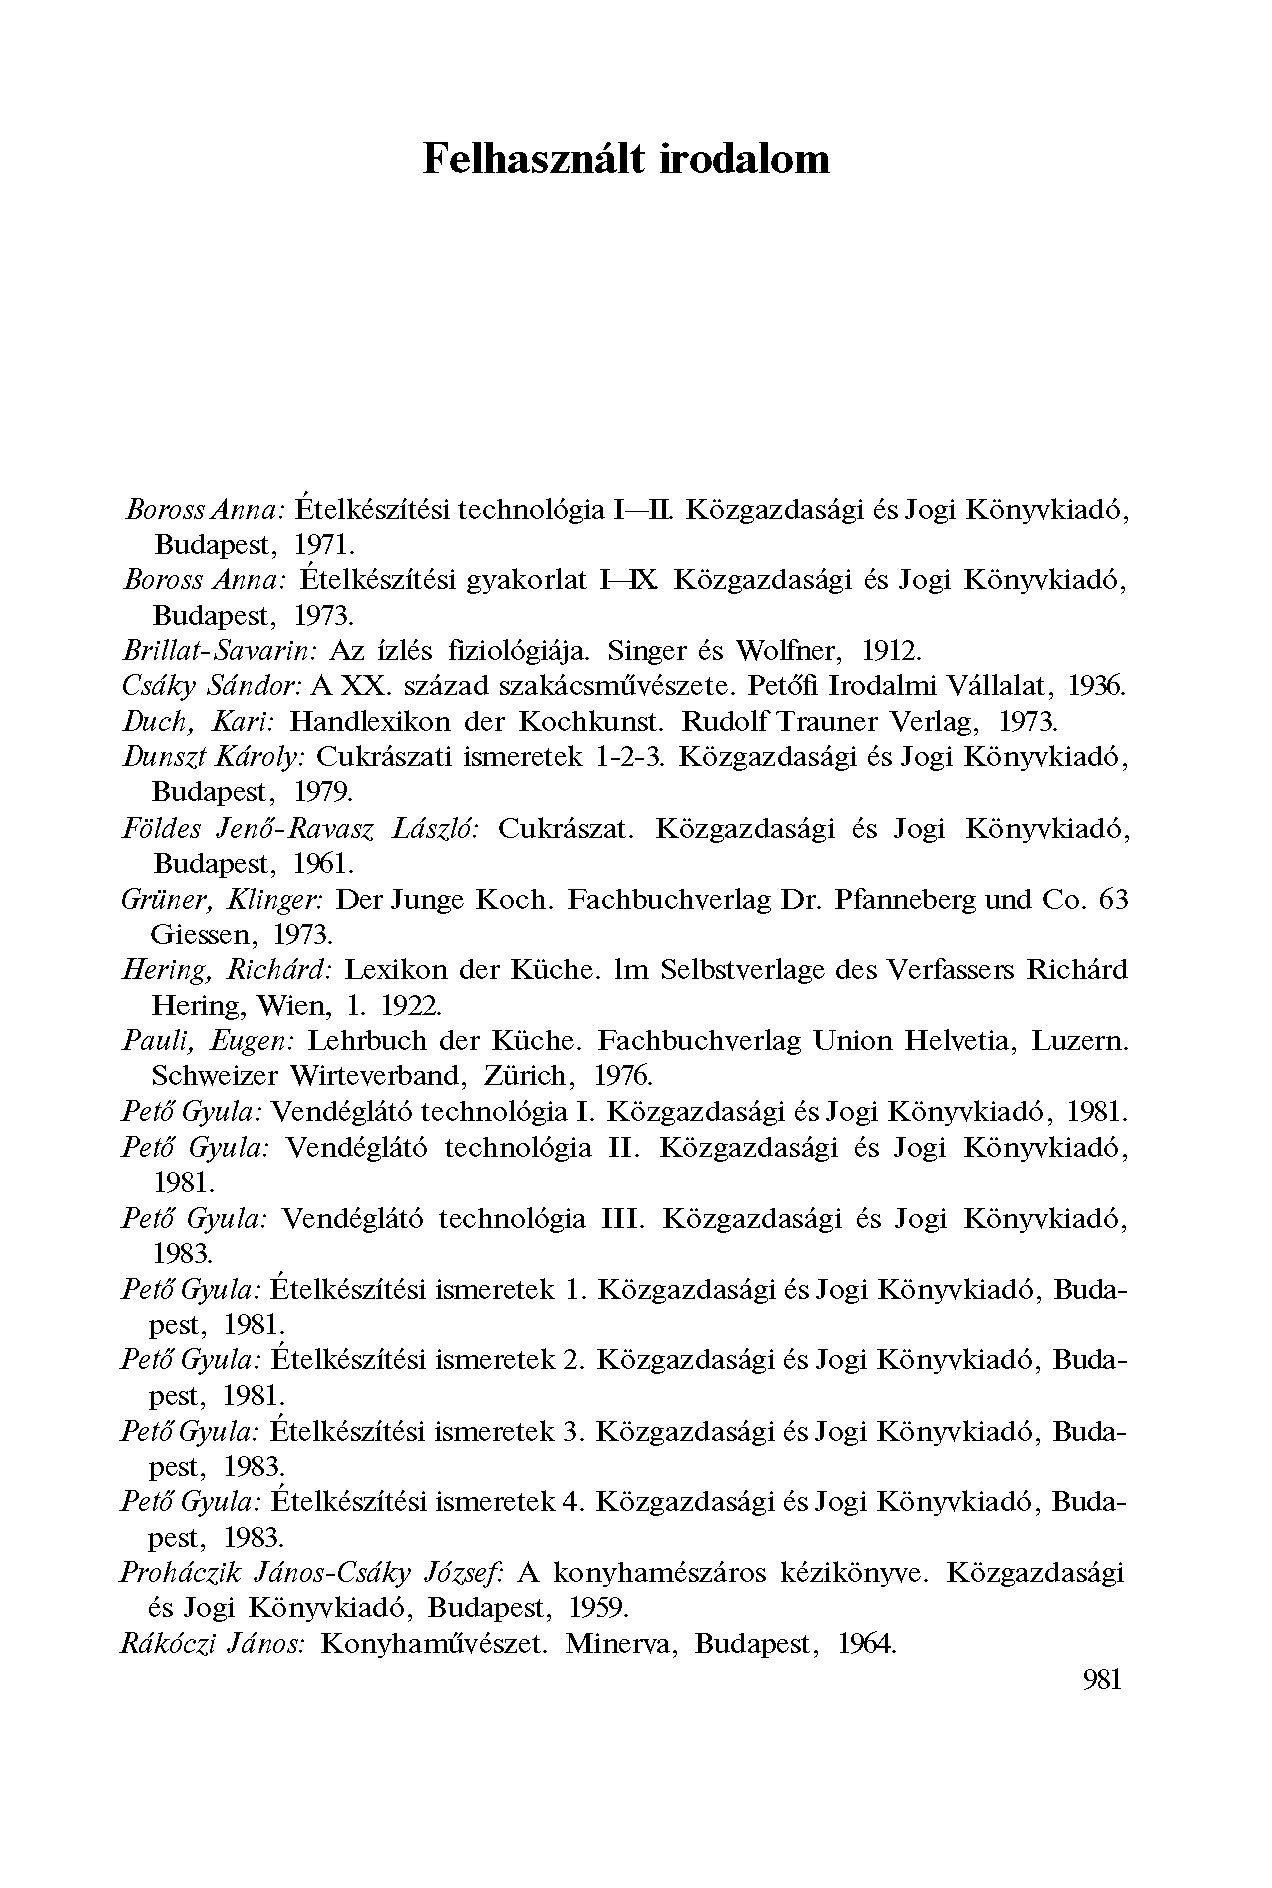 Felhasznált irodalom
Boross Anna: Ételkészítési technológia I—II. Közgazdasági és Jogi Könyvkiadó,
Budapest, 1971.
Boross Anna: Ételkészítési gyakorlat I—IX. Közgazdasági és Jogi Könyvkiadó,
Budapest, 1973.
Brillat-Savarin: Az ízlés fiziológiája. Singer és Wolfner, 1912.
Csáky Sándor: A XX. század szakácsművészete. Petőfi Irodalmi Vállalat, 1936.
Duch, Kari: Handlexikon der Kochkunst. Rudolf Trauner Verlag, 1973.
Dunszt Károly: Cukrászati ismeretek 1-2-3. Közgazdasági és Jogi Könyvkiadó,
Budapest, 1979.
Földes Jenő-Ravasz László: Cukrászat. Közgazdasági és Jogi Könyvkiadó,
Budapest, 1961.
Grüner, Klinger: Der Junge Koch. Fachbuchverlag Dr. Pfanneberg und Co. 63
Giessen, 1973.
Hering, Richárd: Lexikon der Küche. lm Selbstverlage des Verfassers Richárd
Hering, Wien, 1. 1922.
Pauli, Eugen: Lehrbuch der Küche. Fachbuchverlag Union Helvetia, Luzern.
Schweizer Wirteverband, Zürich, 1976.
Pető Gyula: Vendéglátó technológia I. Közgazdasági és Jogi Könyvkiadó, 1981.
Pető Gyula: Vendéglátó technológia II. Közgazdasági és Jogi Könyvkiadó,
1981.
Pető Gyula: Vendéglátó technológia III. Közgazdasági és Jogi Könyvkiadó,
1983.
Pető Gyula: Ételkészítési ismeretek 1. Közgazdasági és Jogi Könyvkiadó, Buda-
pest, 1981.
Pető Gyula: Ételkészítési ismeretek 2. Közgazdasági és Jogi Könyvkiadó, Buda-
pest, 1981.
Pető Gyula: Ételkészítési ismeretek 3. Közgazdasági és Jogi Könyvkiadó, Buda-
pest, 1983.
Pető Gyula: Ételkészítési ismeretek 4. Közgazdasági és Jogi Könyvkiadó, Buda-
pest, 1983.
Proháczik János-Csáky József: A konyhamészáros kézikönyve. Közgazdasági
és Jogi Könyvkiadó, Budapest, 1959.
Rákóczi János: Konyhaművészet. Minerva, Budapest, 1964.
981